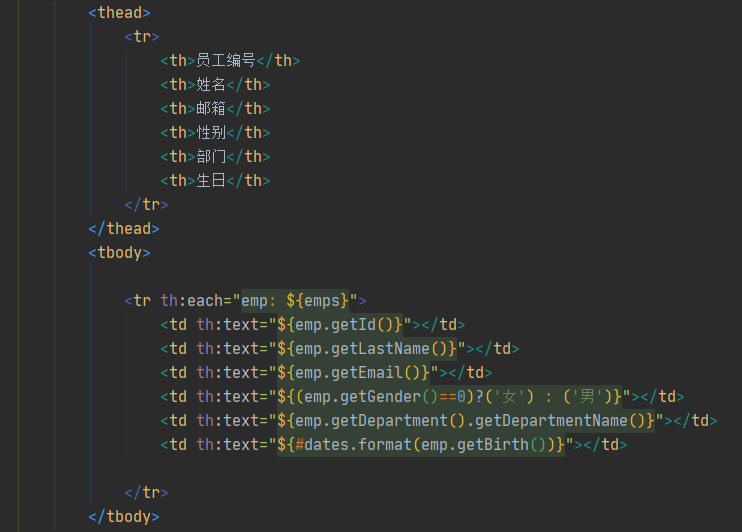 <thead>
<tr>
<th>员工编号</th>
<th>姓名</th>
<th>邮箱</th>
<th>性别</th>
<th>部门</th>
<th>生日</th>
</tr>
</thead>
<tbody>
<tr th:each="emp: ${emps}">
<td th:text="${emp.getId()}"></td>
<td th:text="${emp.getLastName()}"></td>
<td th:text="${emp.getEmail()}"></td>
<td th:text="${(emp.getGender()==0)?('女') : ('男')}"></td>
<td th:text="${emp.getDepartment().getDepartmentName()}"></td>
<td th:text="${#dates.format(emp.getBirth())}"></td>
</tr>
</tbody>